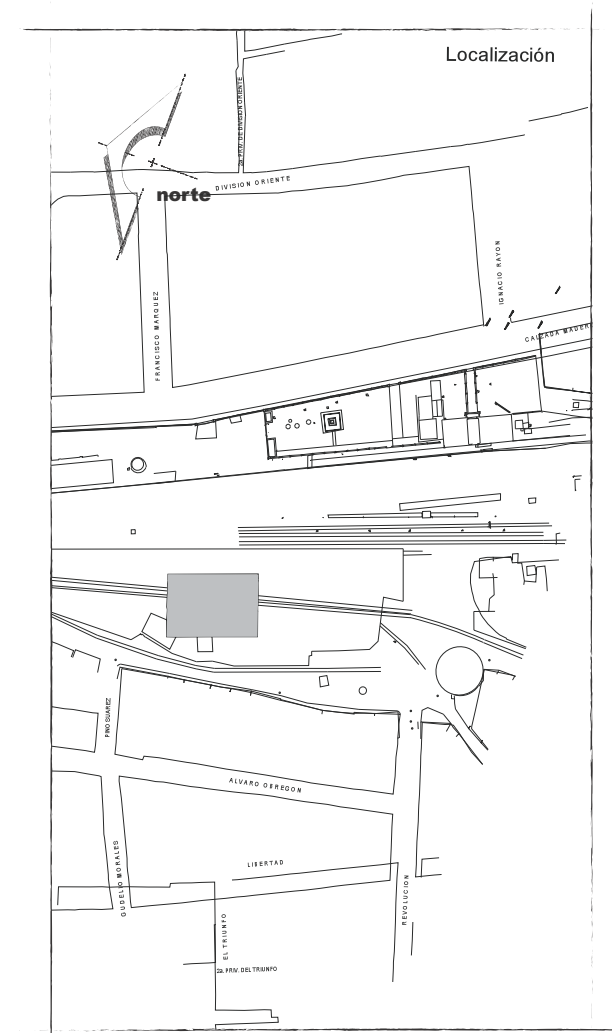 Localización
2a. PRIV. DE DIVISION ORIENTE
norte
DIVISION ORIENTE
IGNACIO RAYON
FRANCISCO MARQUEZ
CALZADA MADER
PINO SUAREZ
ALVARO OBREGON
GUDELIO MORALES
LIBERTAD
REVOLUCION
EL TRIUNFO
2a. PRIV. DEL TRIUNFO